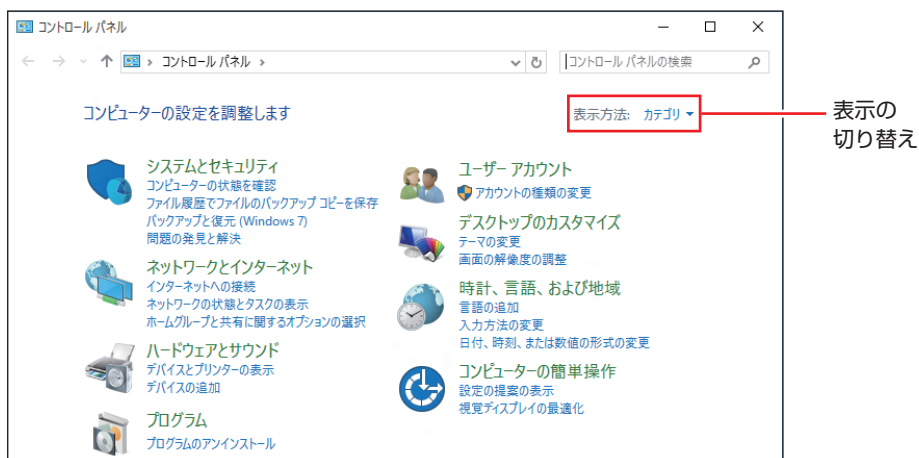 コントロール パネル
コントロール パネル
コントロール パネルの検索
コンピューターの設定を調整します
表示方法: カテゴリ
表示の
切り替え
システムとセキュリティ
コンピューターの状態を確認
ファイル履歴でファイルのバックアップ コピーを保存
バックアップと復元 (Windows 7)
問題の発見と解決
ネットワークとインターネット
インターネットへの接続
ネットワークの状態とタスクの表示
ホームグループと共有に関するオプションの選択
ハードウェアとサウンド
デバイスとプリンターの表示
デバイスの追加
プログラム
プログラムのアンインストール
ユーザー アカウント
アカウントの種類の変更
デスクトップのカスタマイズ
テーマの変更
画面の解像度の調整
時計、言語、および地域
言語の追加
入力方法の変更
日付、時刻、または数値の形式の変更
コンピューターの簡単操作
設定の提案の表示
視覚ディスプレイの最適化